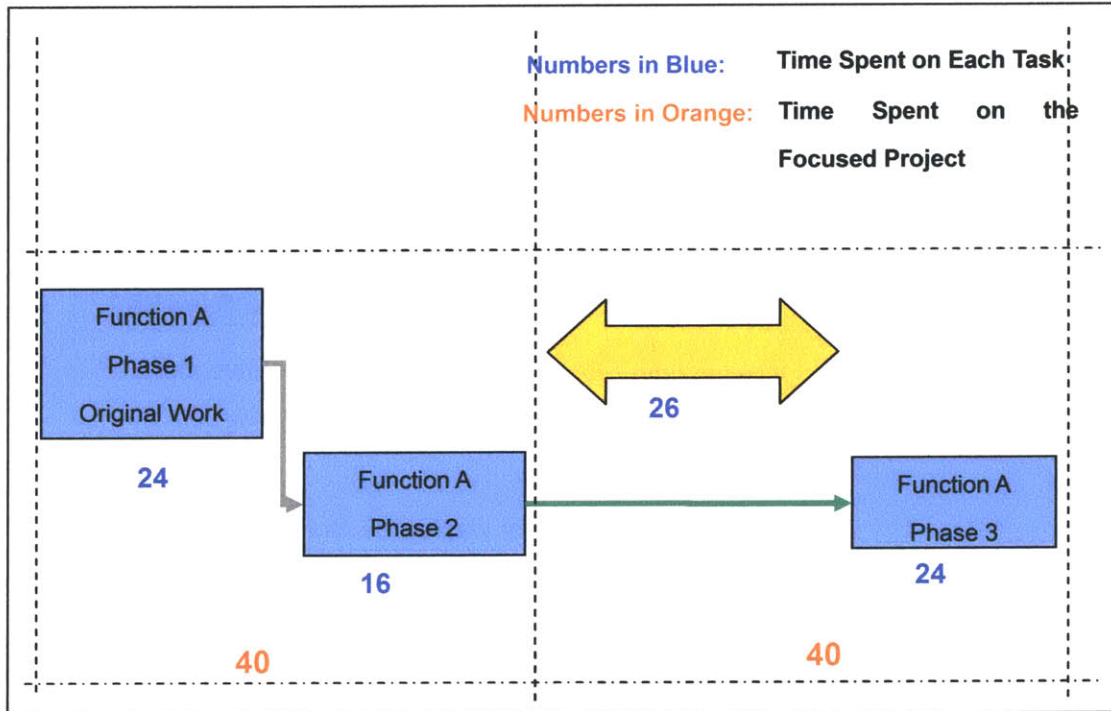 Numbers in Blue: Time Spent on Each Task
Numbers in Orange: Time Spent on the
Focused Project
Function A
Phase 1
Original Work
24
26
Function A
Phase 2
16
Function A
Phase 3
24
40
40